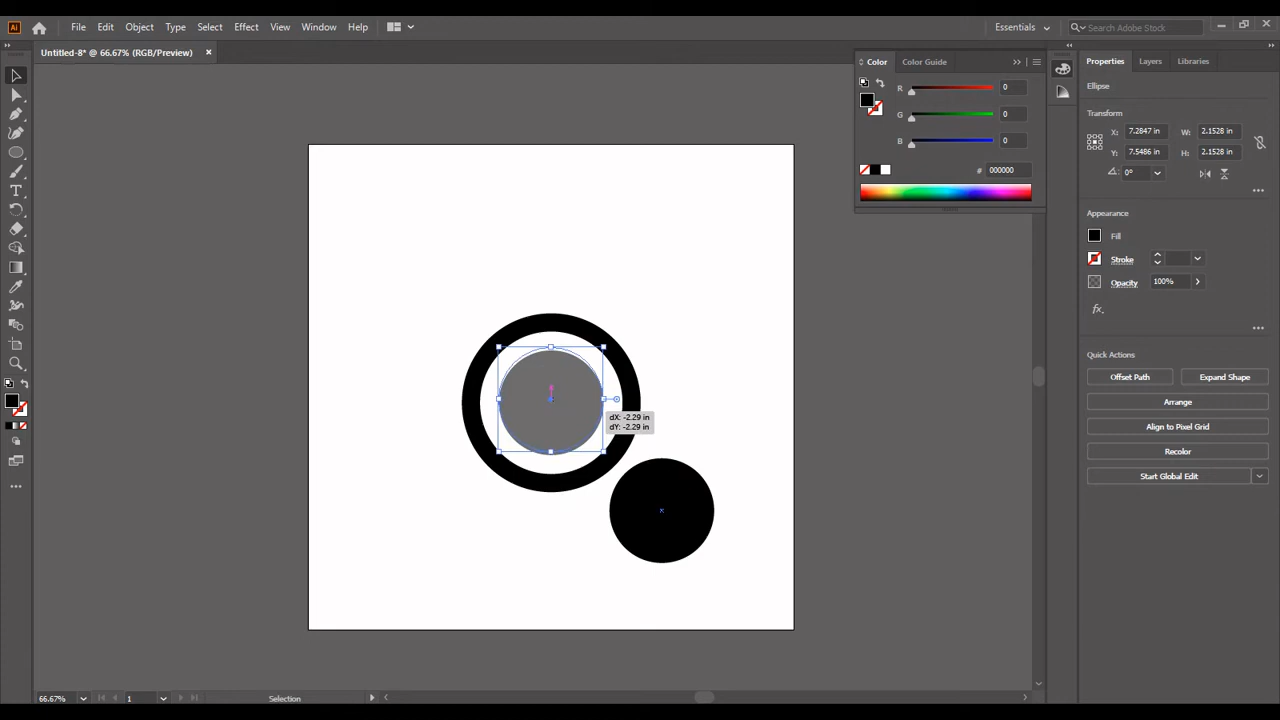 Ai File Edit Object Type Select Effect View Window Help Essentials Search Adobe Stock
Untitled-8* @ 66.67% (RGB/Preview) ×
Color Color Guide
R 0
G 0
B 0
# 000000
Properties Layers Libraries
Ellipse
Transform
X: 7.2847 in W: 2.1528 in
Y: 7.5486 in H: 2.1528 in
0°
Appearance
Fill
Stroke
Opacity 100%
fx.
Quick Actions
Offset Path Expand Shape
Arrange
Align to Pixel Grid
Recolor
Start Global Edit
dX: -2.29 in
dY: -2.29 in
66.67% 1 Selection